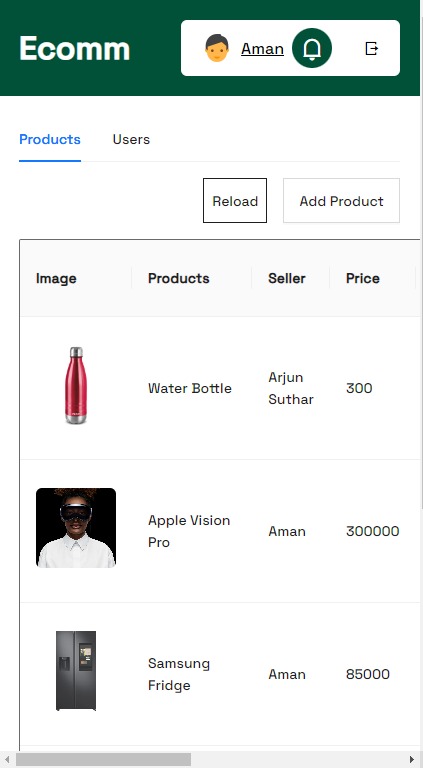 Ecomm
Aman
Products Users
Reload Add Product
Image Products Seller Price
Water Bottle Arjun Suthar 300
Apple Vision Pro Aman 300000
Samsung Fridge Aman 85000